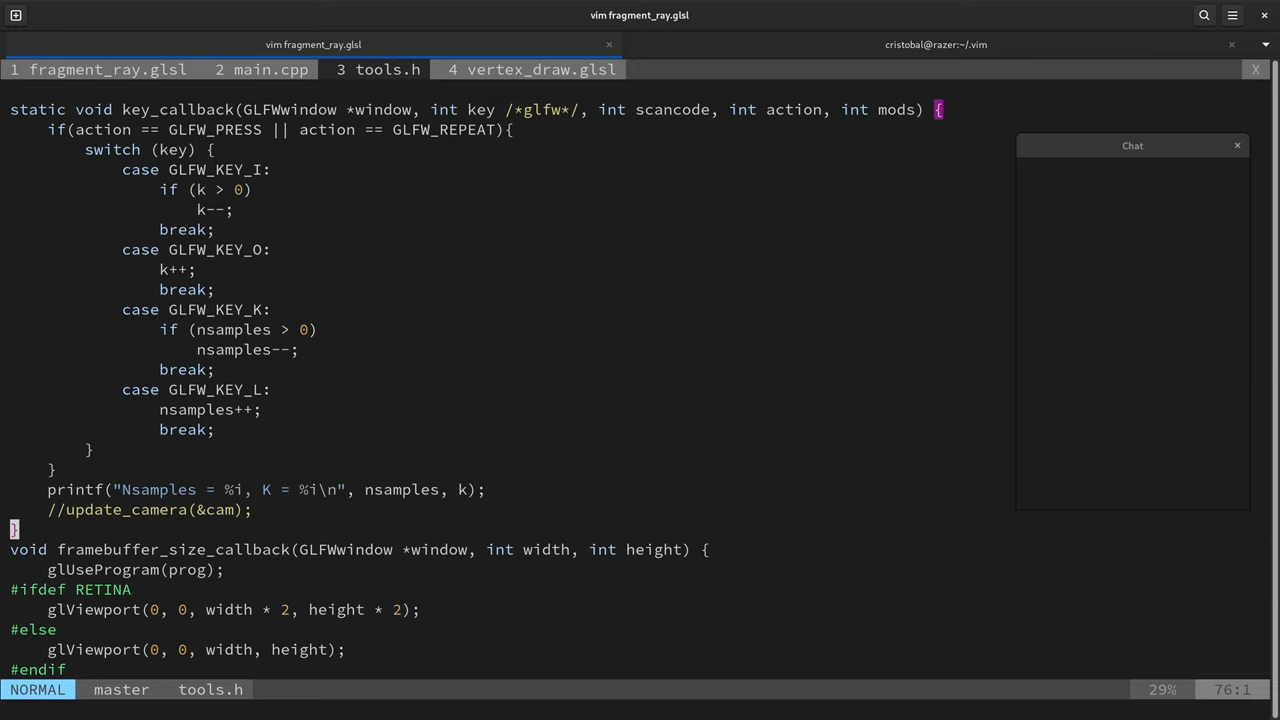 vim fragment_ray.glsl
vim fragment_ray.glsl × cristobal@razer:~/.vim ×
1 fragment_ray.glsl 2 main.cpp 3 tools.h 4 vertex_draw.glsl X
static void key_callback(GLFWwindow *window, int key /*glfw*/, int scancode, int action, int mods) {
if(action == GLFW_PRESS || action == GLFW_REPEAT){
switch (key) {
case GLFW_KEY_I:
if (k > 0)
k--;
break;
case GLFW_KEY_O:
k++;
break;
case GLFW_KEY_K:
if (nsamples > 0)
nsamples--;
break;
case GLFW_KEY_L:
nsamples++;
break;
}
}
printf("Nsamples = %i, K = %i\n", nsamples, k);
//update_camera(&cam);
}
void framebuffer_size_callback(GLFWwindow *window, int width, int height) {
glUseProgram(prog);
#ifdef RETINA
glViewport(0, 0, width * 2, height * 2);
#else
glViewport(0, 0, width, height);
#endif
NORMAL master tools.h 29% 76:1
Chat ×